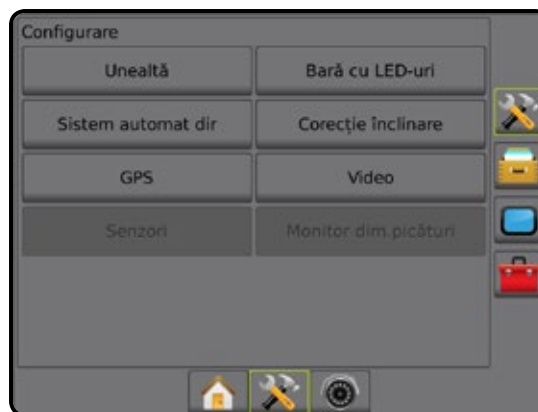 Configurare
Unealtă
Bară cu LED-uri
Sistem automat dir
Corecție înclinare
GPS
Video
Senzori
Monitor dim.picături